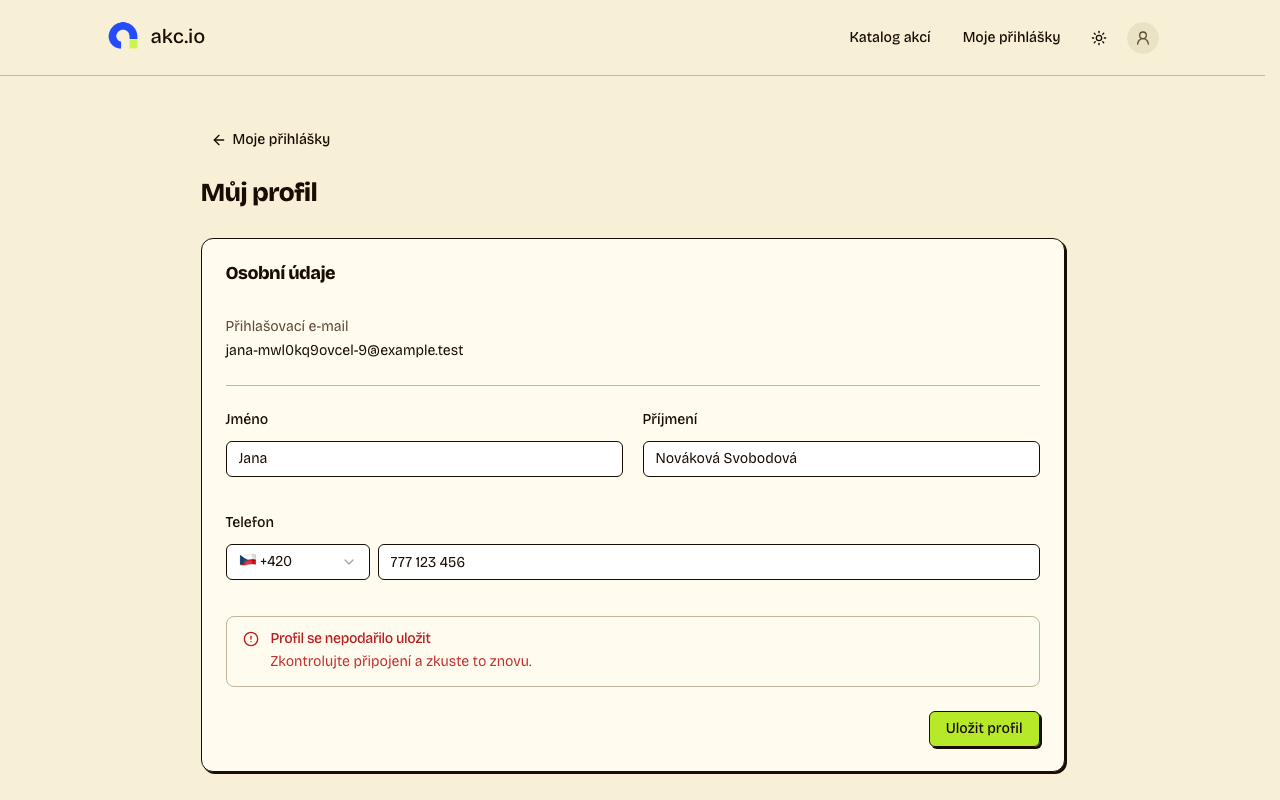 akc.io
Katalog akcí
Moje přihlášky
Moje přihlášky
Můj profil
Osobní údaje
Přihlašovací e-mail
jana-mwl0kq9ovcel-9@example.test
Jméno
Příjmení
Jana
Nováková Svobodová
Telefon
+420
777 123 456
Profil se nepodařilo uložit
Zkontrolujte připojení a zkuste to znovu.
Uložit profil